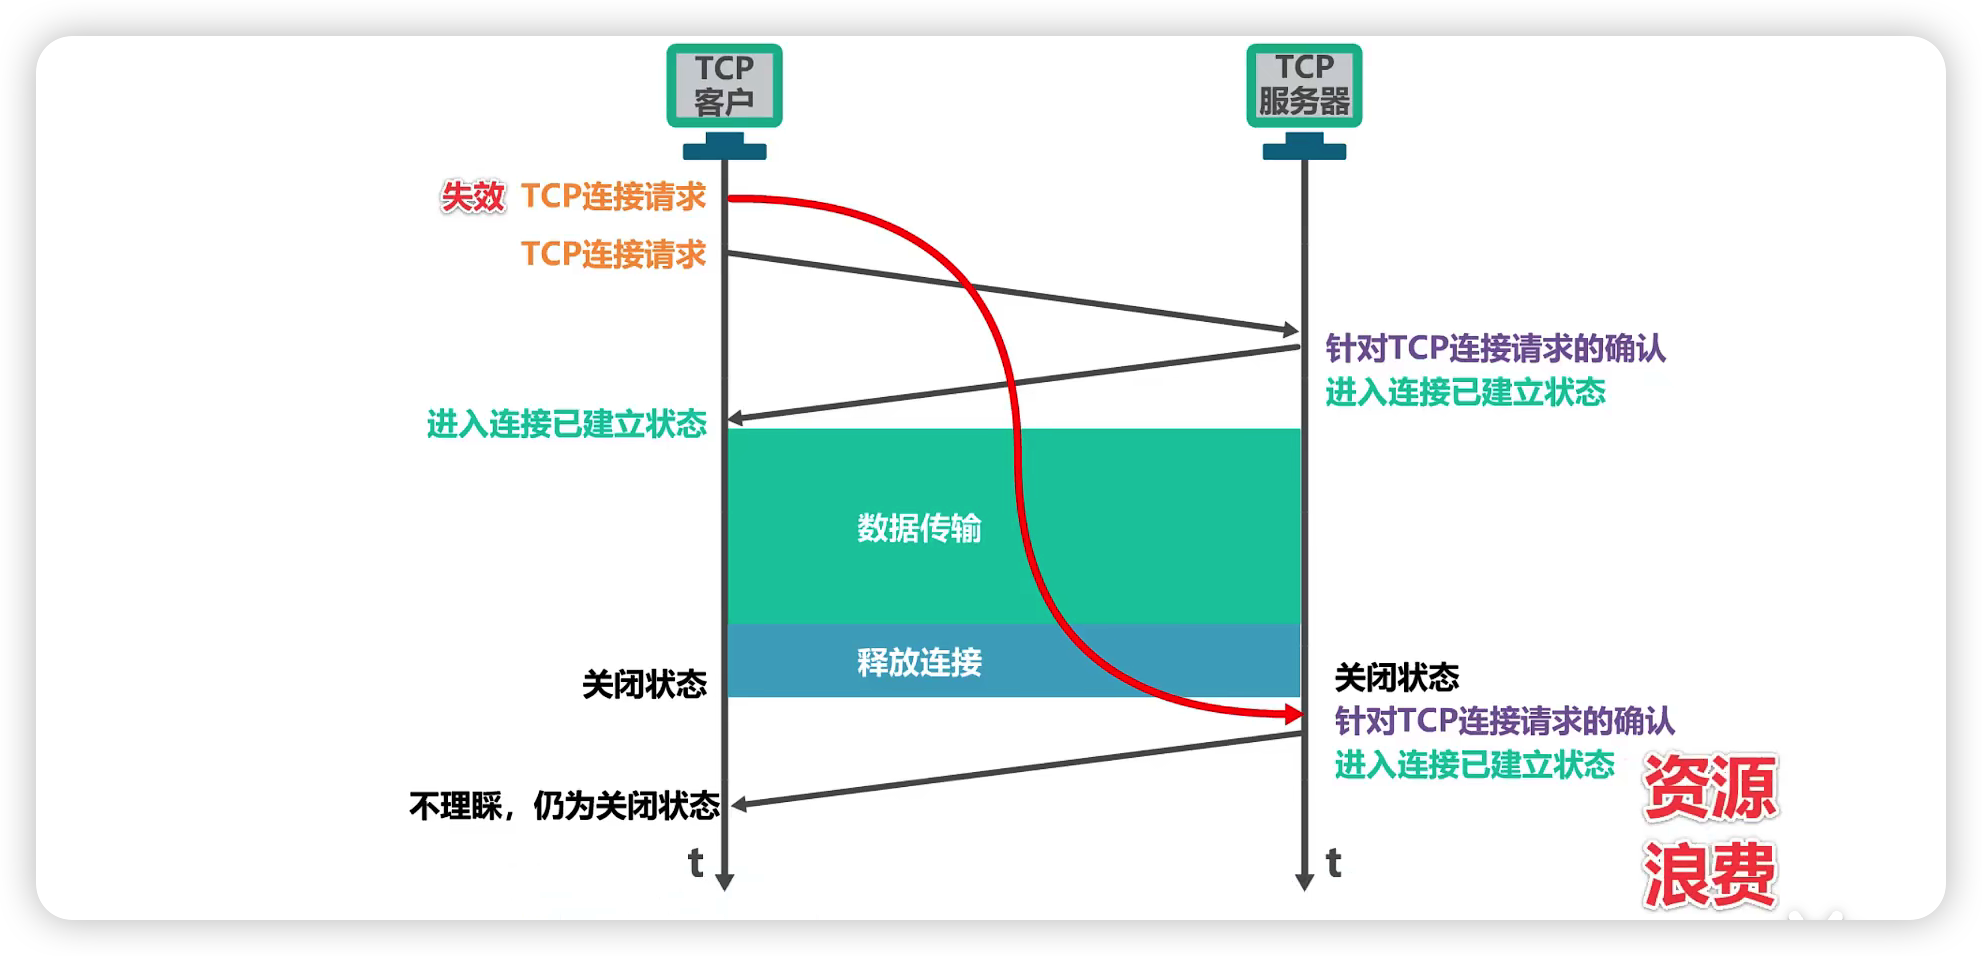 TCP
客户
TCP
服务器
失效 TCP连接请求
TCP连接请求
针对TCP连接请求的确认
进入连接已建立状态
进入连接已建立状态
数据传输
释放连接
关闭状态
关闭状态
针对TCP连接请求的确认
进入连接已建立状态
资源
浪费
不理睬，仍为关闭状态
t
t